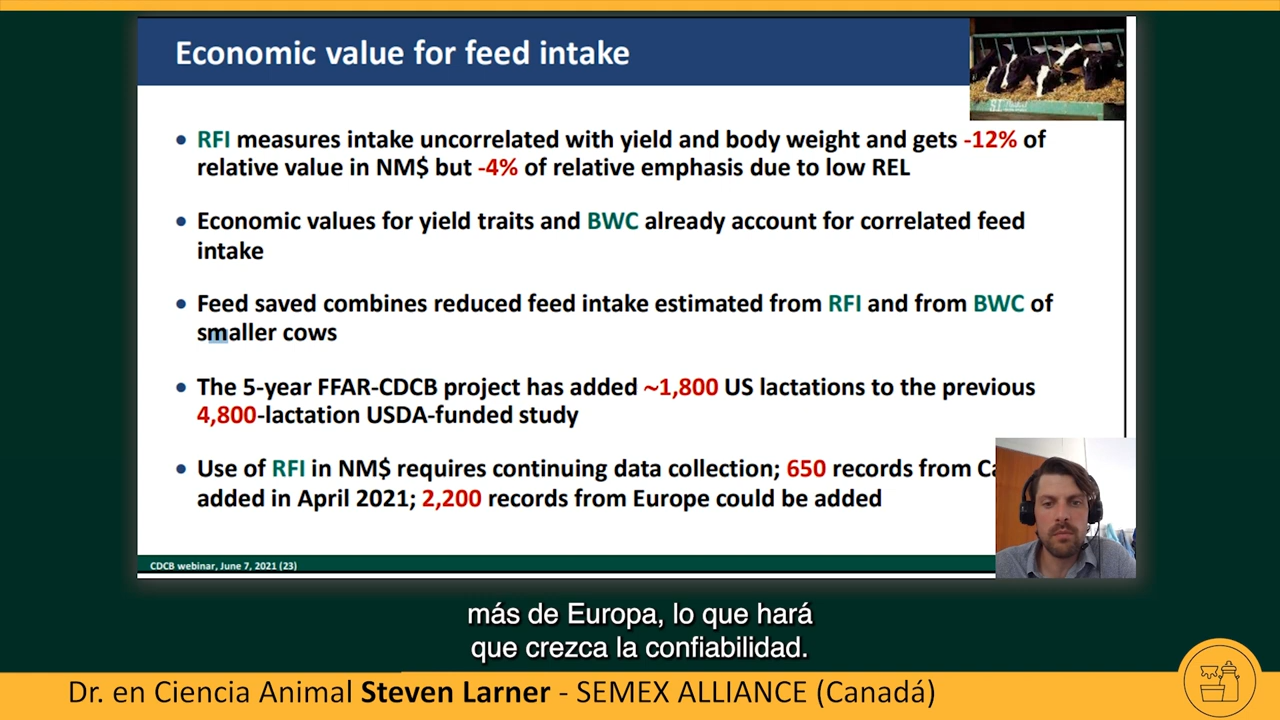 Economic value for feed intake
• RFI measures intake uncorrelated with yield and body weight and gets -12% of
relative value in NM$ but -4% of relative emphasis due to low REL
• Economic values for yield traits and BWC already account for correlated feed
intake
• Feed saved combines reduced feed intake estimated from RFI and from BWC of
smaller cows
• The 5-year FFAR-CDCB project has added ~1,800 US lactations to the previous
4,800-lactation USDA-funded study
• Use of RFI in NM$ requires continuing data collection; 650 records from
added in April 2021; 2,200 records from Europe could be added
CDCB webinar, June 7, 2021 (23)
más de Europa, lo que hará
que crezca la confiabilidad.
Dr. en Ciencia Animal Steven Larner - SEMEX ALLIANCE (Canadá)